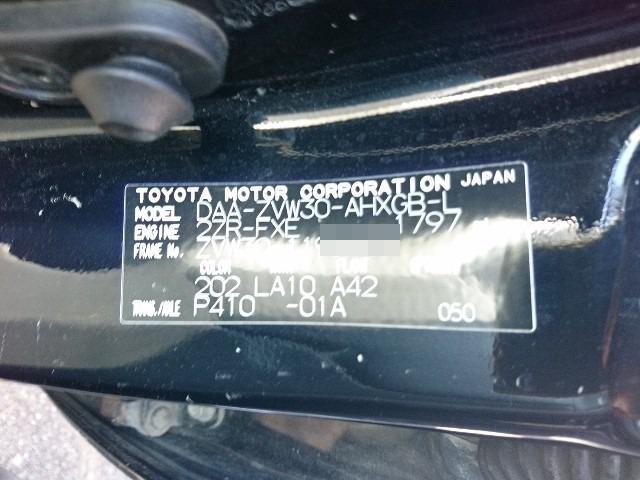 TOYOTA MOTOR CORPORATION JAPAN
MODEL DAA-ZVW30-AHXGB-L
ENGINE 2ZR-FXE 1797
FRAME No.
COLOR
202 LA10 A42
TRANS./AXLE P410 -01A 050